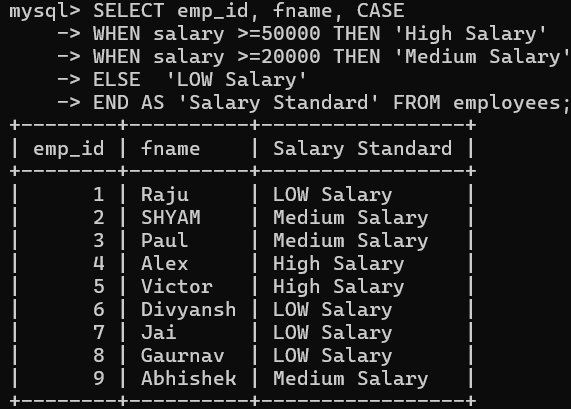 mysql> SELECT emp_id, fname, CASE
    -> WHEN salary >=50000 THEN 'High Salary'
    -> WHEN salary >=20000 THEN 'Medium Salary'
    -> ELSE  'LOW Salary'
    -> END AS 'Salary Standard' FROM employees;
+--------+----------+-----------------+
| emp_id | fname    | Salary Standard |
+--------+----------+-----------------+
|      1 | Raju     | LOW Salary      |
|      2 | SHYAM    | Medium Salary   |
|      3 | Paul     | Medium Salary   |
|      4 | Alex     | High Salary     |
|      5 | Victor   | High Salary     |
|      6 | Divyansh | LOW Salary      |
|      7 | Jai      | LOW Salary      |
|      8 | Gaurnav  | LOW Salary      |
|      9 | Abhishek | Medium Salary   |
+--------+----------+-----------------+